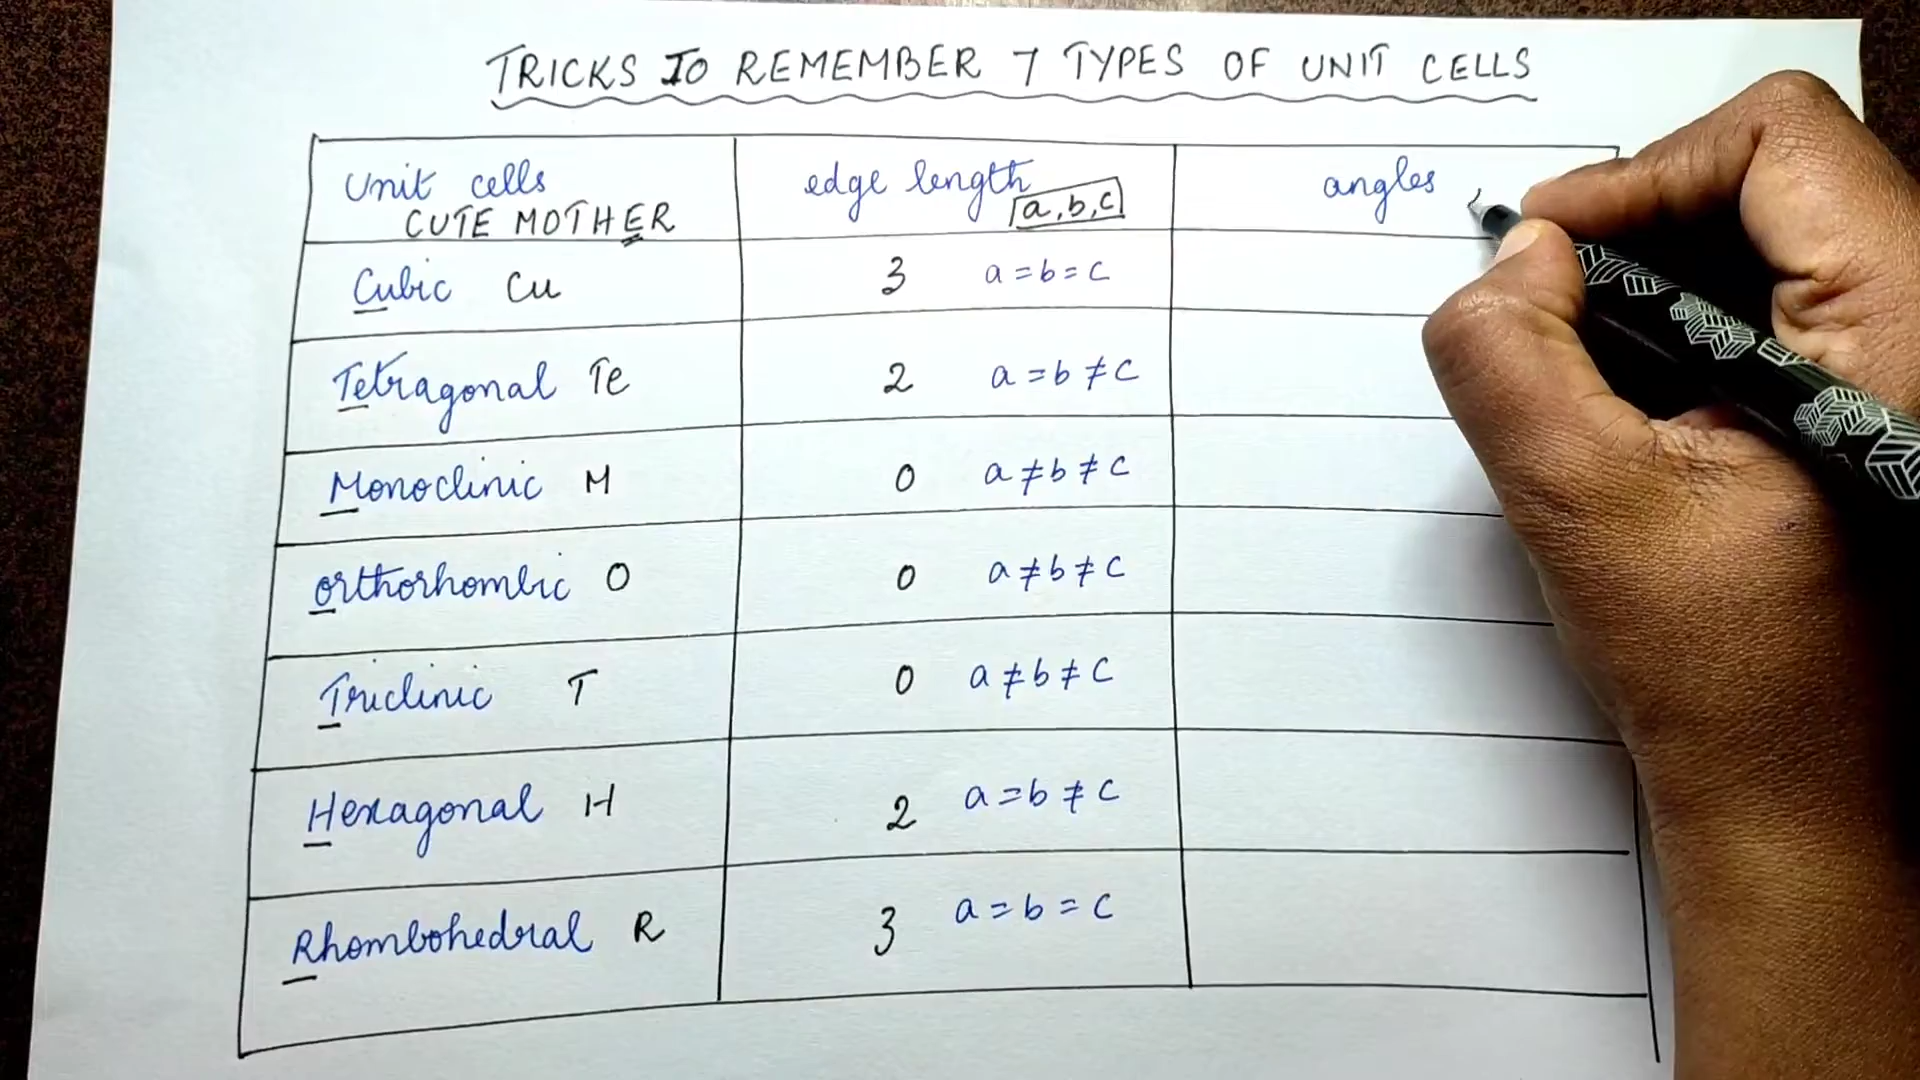 TRICKS TO REMEMBER 7 TYPES OF UNIT CELLS
Unit cells edge length angles
CUTE MOTHER a,b,c
Cubic Cu 3 a=b=c
Tetragonal Te 2 a=b≠c
Monoclinic M 0 a≠b≠c
orthorhombic O 0 a≠b≠c
Triclinic T 0 a≠b≠c
Hexagonal H 2 a=b≠c
Rhombohedral R 3 a=b=c